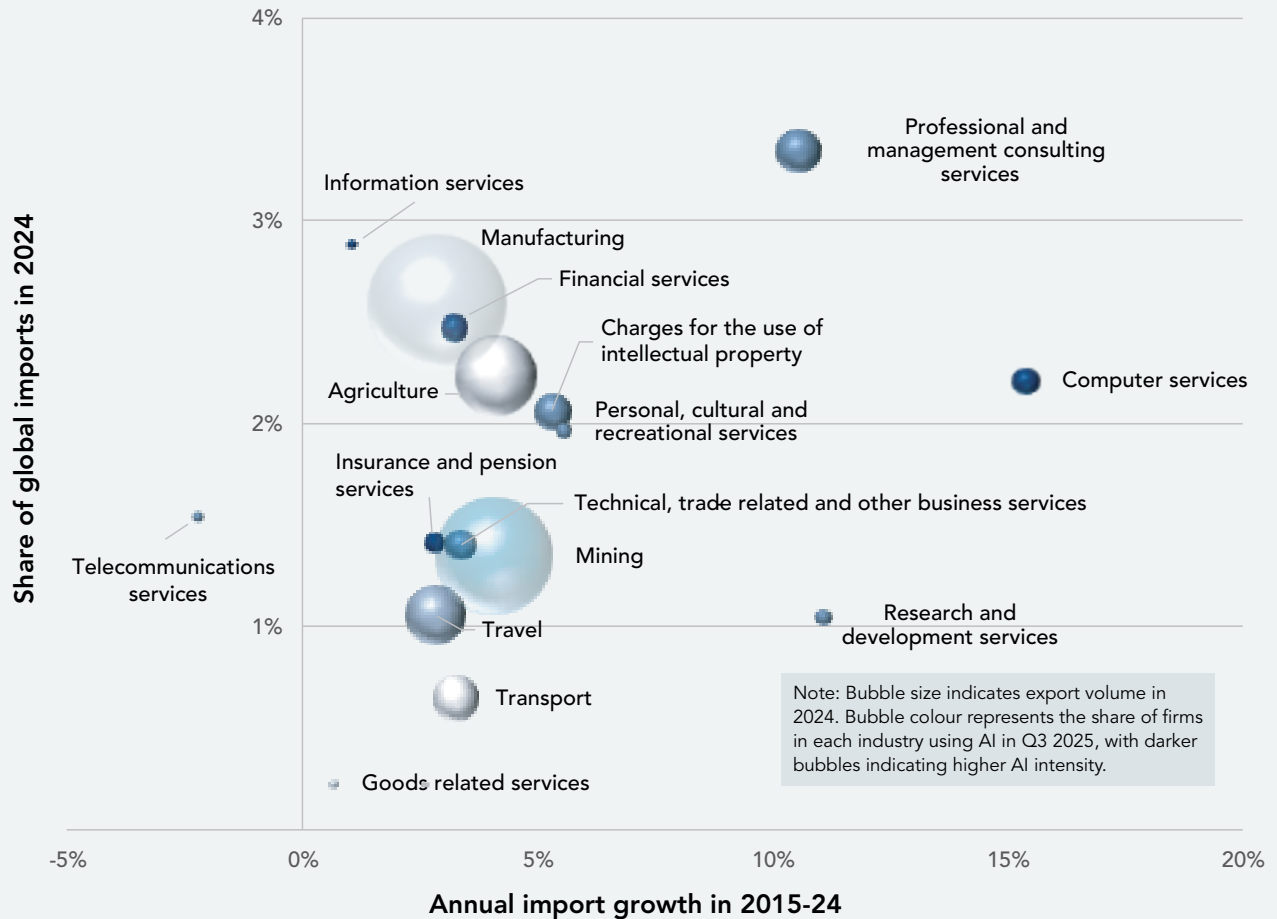 Share of global imports in 2024
4%
3%
2%
1%
Professional and
management consulting
services
Information services
Manufacturing
Financial services
Charges for the use of
intellectual property
Computer services
Agriculture
Personal, cultural and
recreational services
Insurance and pension
services
Technical, trade related and other business services
Mining
Telecommunications
services
Research and
development services
Travel
Transport
Goods related services
Note: Bubble size indicates export volume in
2024. Bubble colour represents the share of firms
in each industry using AI in Q3 2025, with darker
bubbles indicating higher AI intensity.
-5%
0%
5%
10%
15%
20%
Annual import growth in 2015-24